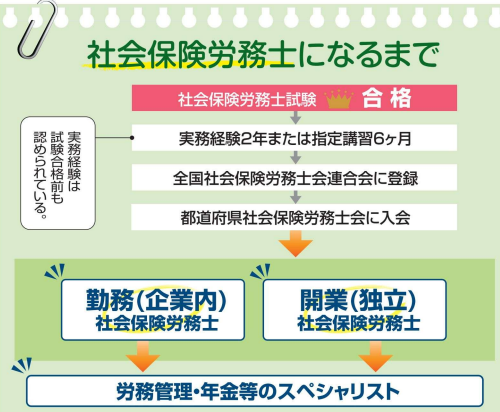 社会保険労務士になるまで
社会保険労務士試験 合格
実務経験2年または指定講習6ヶ月
実務経験は
試験合格前も
認められている。
全国社会保険労務士会連合会に登録
都道府県社会保険労務士会に入会
勤務(企業内)
社会保険労務士
開業(独立)
社会保険労務士
労務管理・年金等のスペシャリスト